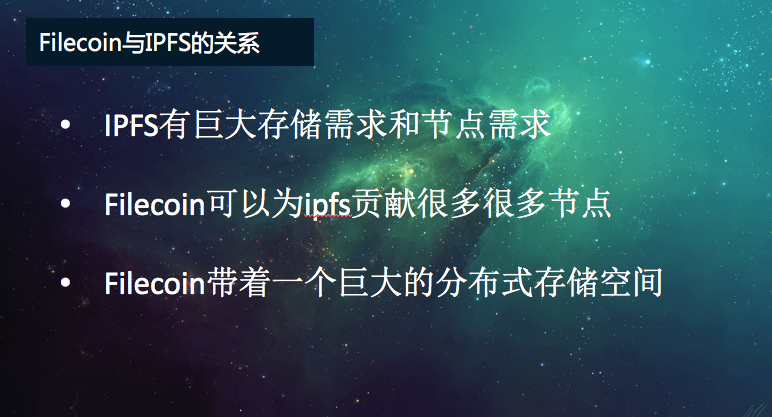 Filecoin与IPFS的关系
• IPFS有巨大存储需求和节点需求
• Filecoin可以为ipfs贡献很多很多节点
• Filecoin带着一个巨大的分布式存储空间